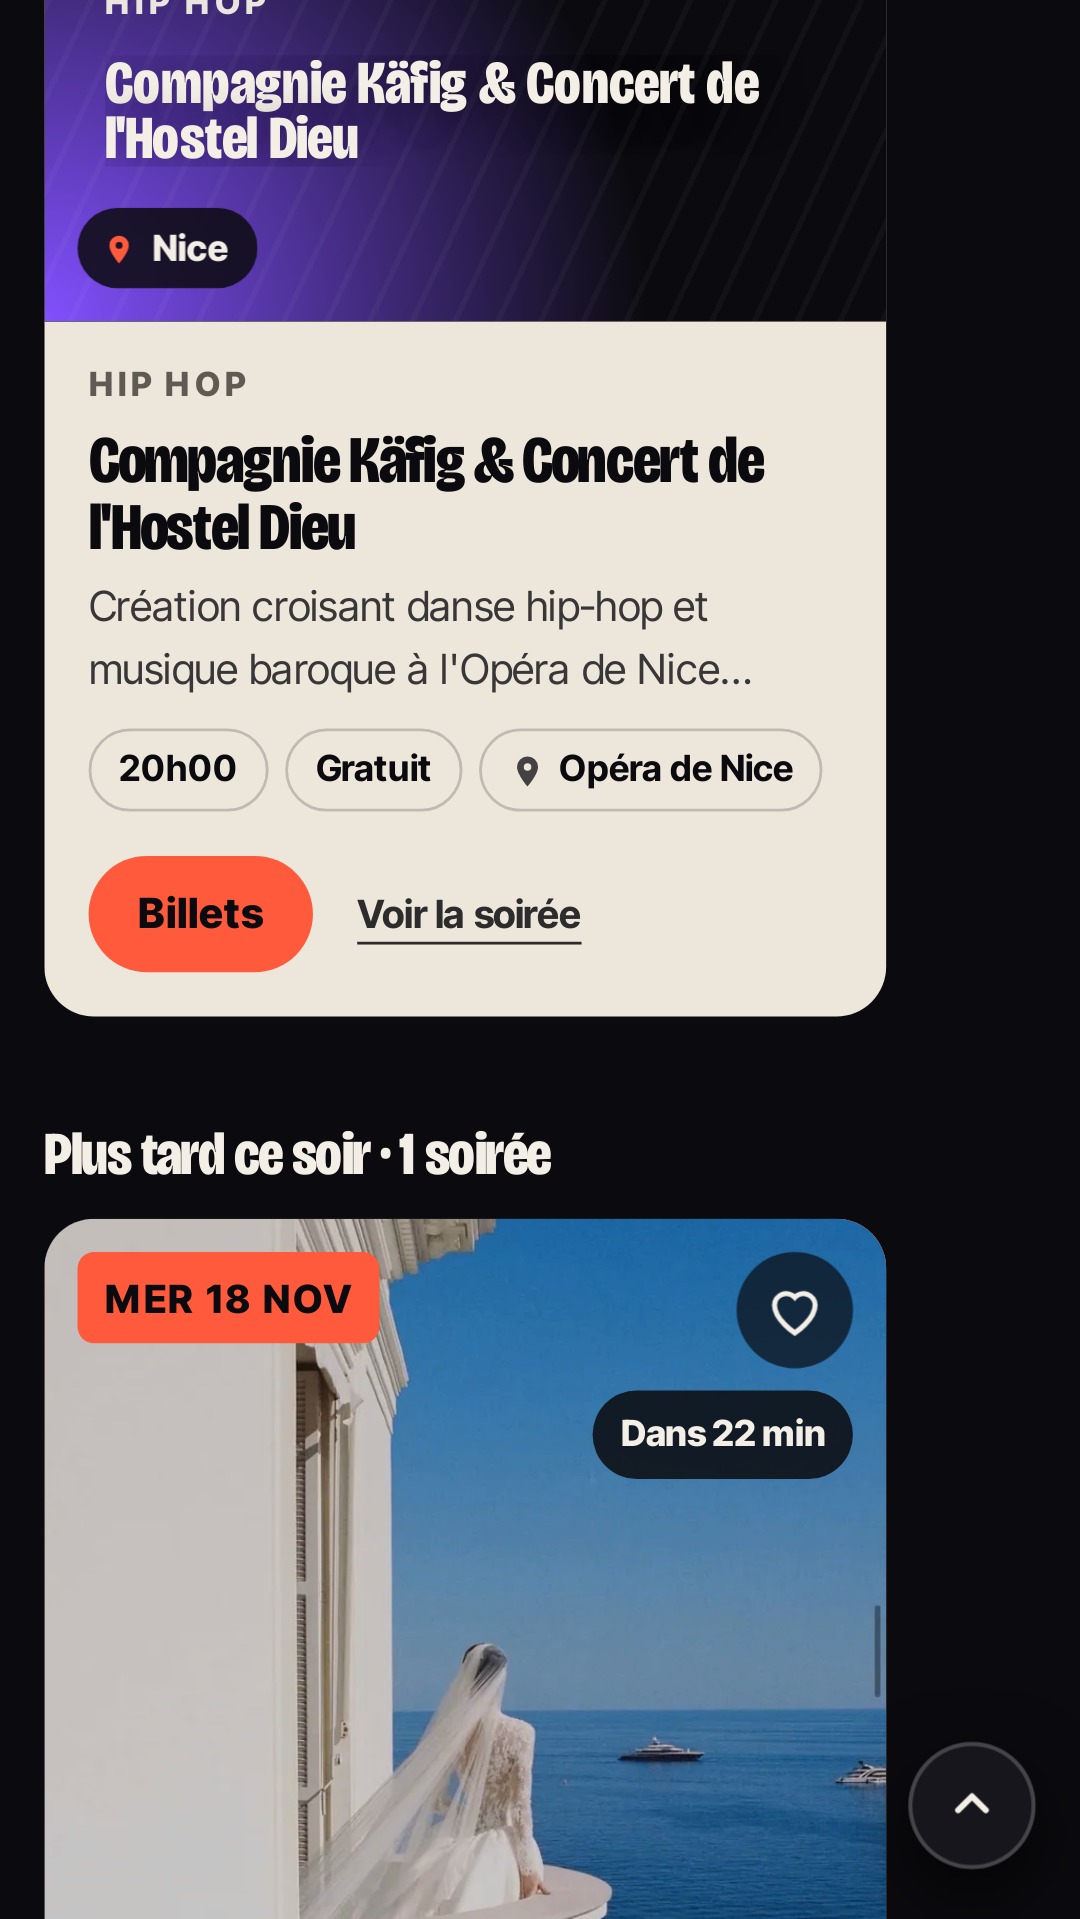 HIP HOP
Compagnie Käfig & Concert de
l'Hostel Dieu
Nice
HIP HOP
Compagnie Käfig & Concert de
l'Hostel Dieu
Création croisant danse hip-hop et
musique baroque à l'Opéra de Nice...
20h00 Gratuit Opéra de Nice
Billets Voir la soirée
Plus tard ce soir · 1 soirée
MER 18 NOV
Dans 22 min